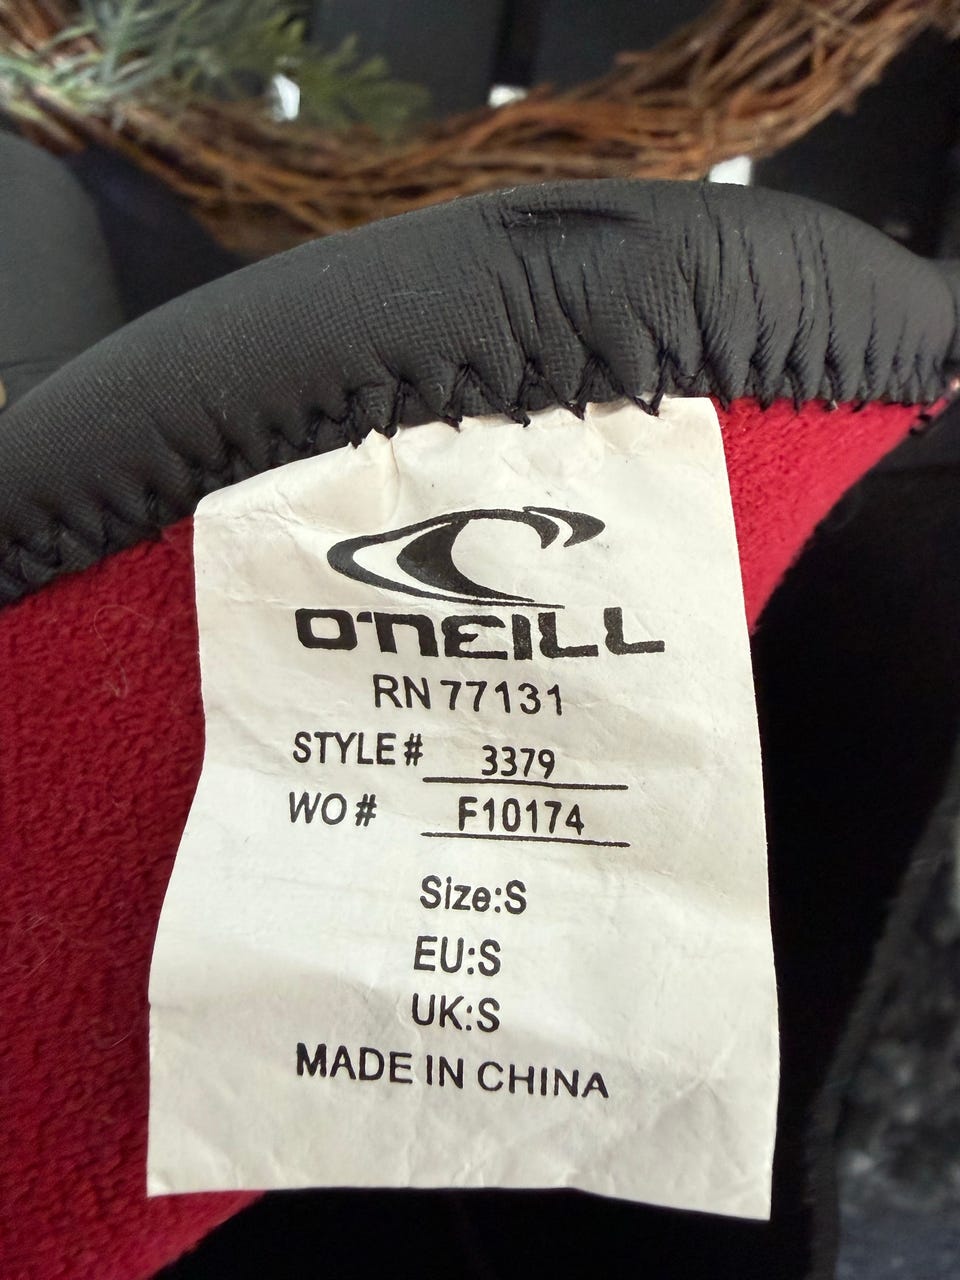 O'NEILL
RN 77131
STYLE# 3379
WO# F10174
Size:S
EU:S
UK:S
MADE IN CHINA